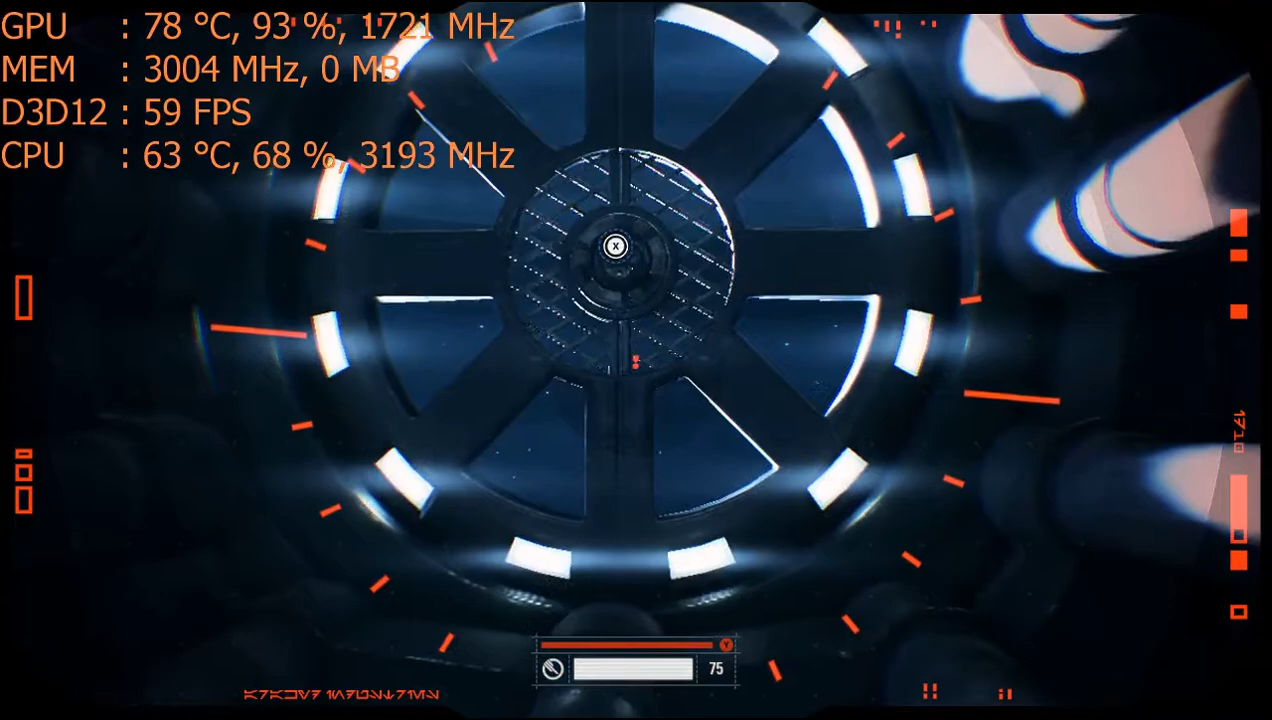 GPU : 78 °C, 93 %, 1721 MHz
MEM : 3004 MHz, 0 MB
D3D12 : 59 FPS
CPU : 63 °C, 68 %, 3193 MHz
X
Y
75